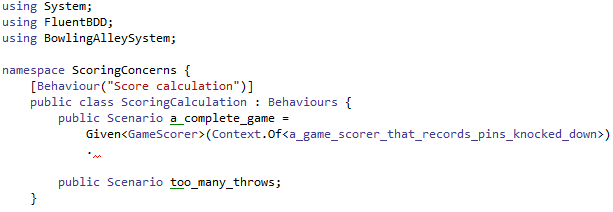 using System;
using FluentBDD;
using BowlingAlleySystem;
namespace ScoringConcerns {
[Behaviour("Score calculation")]
public class ScoringCalculation : Behaviours {
public Scenario a_complete_game =
Given<GameScorer>(Context.Of<a_game_scorer_that_records_pins_knocked_down>)
.
public Scenario too_many_throws;
}